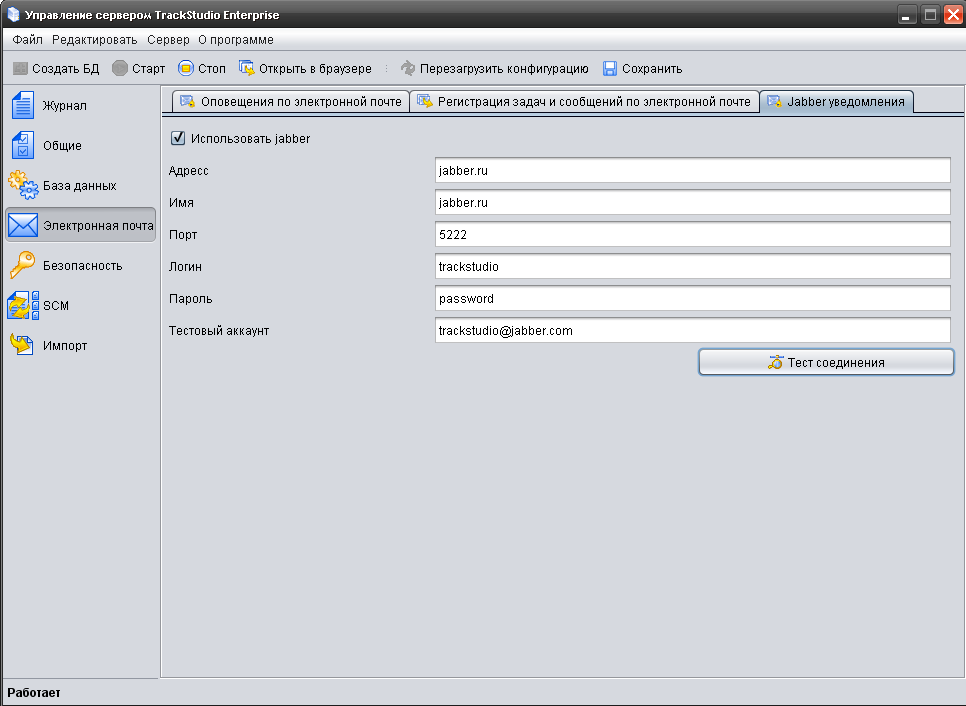 Управление сервером TrackStudio Enterprise
Файл Редактировать Сервер О программе
Создать БД Старт Стоп Открыть в браузере Перезагрузить конфигурацию Сохранить
Журнал
Общие
База данных
Электронная почта
Безопасность
SCM
Импорт
Оповещения по электронной почте Регистрация задач и сообщений по электронной почте Jabber уведомления
Использовать jabber
Адресс jabber.ru
Имя jabber.ru
Порт 5222
Логин trackstudio
Пароль password
Тестовый аккаунт trackstudio@jabber.com
Тест соединения
Работает